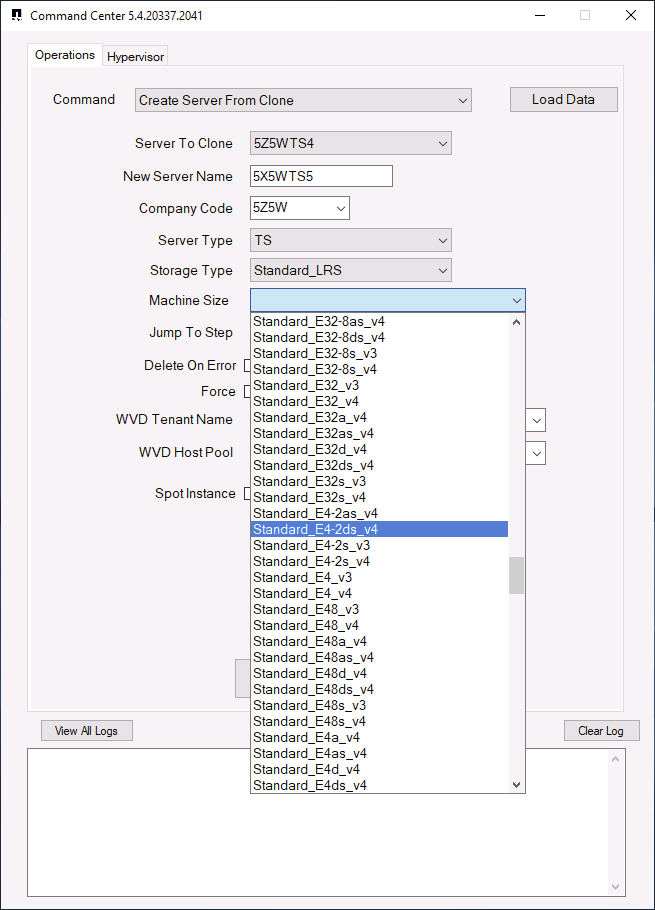 Command Center 5.4.20337.2041
Operations Hypervisor
Command Create Server From Clone Load Data
Server To Clone 5Z5WTS4
New Server Name 5X5WTS5
Company Code 5Z5W
Server Type TS
Storage Type Standard_LRS
Machine Size
Jump To Step
Delete On Error
Force
WVD Tenant Name
WVD Host Pool
Spot Instance
Standard_E32-8as_v4
Standard_E32-8ds_v4
Standard_E32-8s_v3
Standard_E32-8s_v4
Standard_E32_v3
Standard_E32_v4
Standard_E32a_v4
Standard_E32as_v4
Standard_E32d_v4
Standard_E32ds_v4
Standard_E32s_v3
Standard_E32s_v4
Standard_E4-2as_v4
Standard_E4-2ds_v4
Standard_E4-2s_v3
Standard_E4-2s_v4
Standard_E4_v3
Standard_E4_v4
Standard_E48_v3
Standard_E48_v4
Standard_E48a_v4
Standard_E48as_v4
Standard_E48d_v4
Standard_E48ds_v4
Standard_E48s_v3
Standard_E48s_v4
Standard_E4a_v4
Standard_E4as_v4
Standard_E4d_v4
Standard_E4ds_v4
View All Logs Clear Log